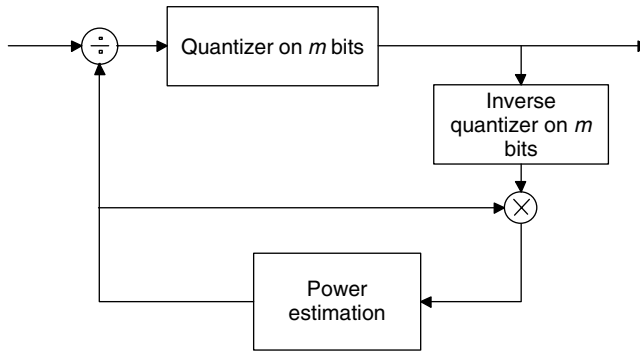 ÷
Quantizer on m bits
Inverse
quantizer on m
bits
×
Power
estimation